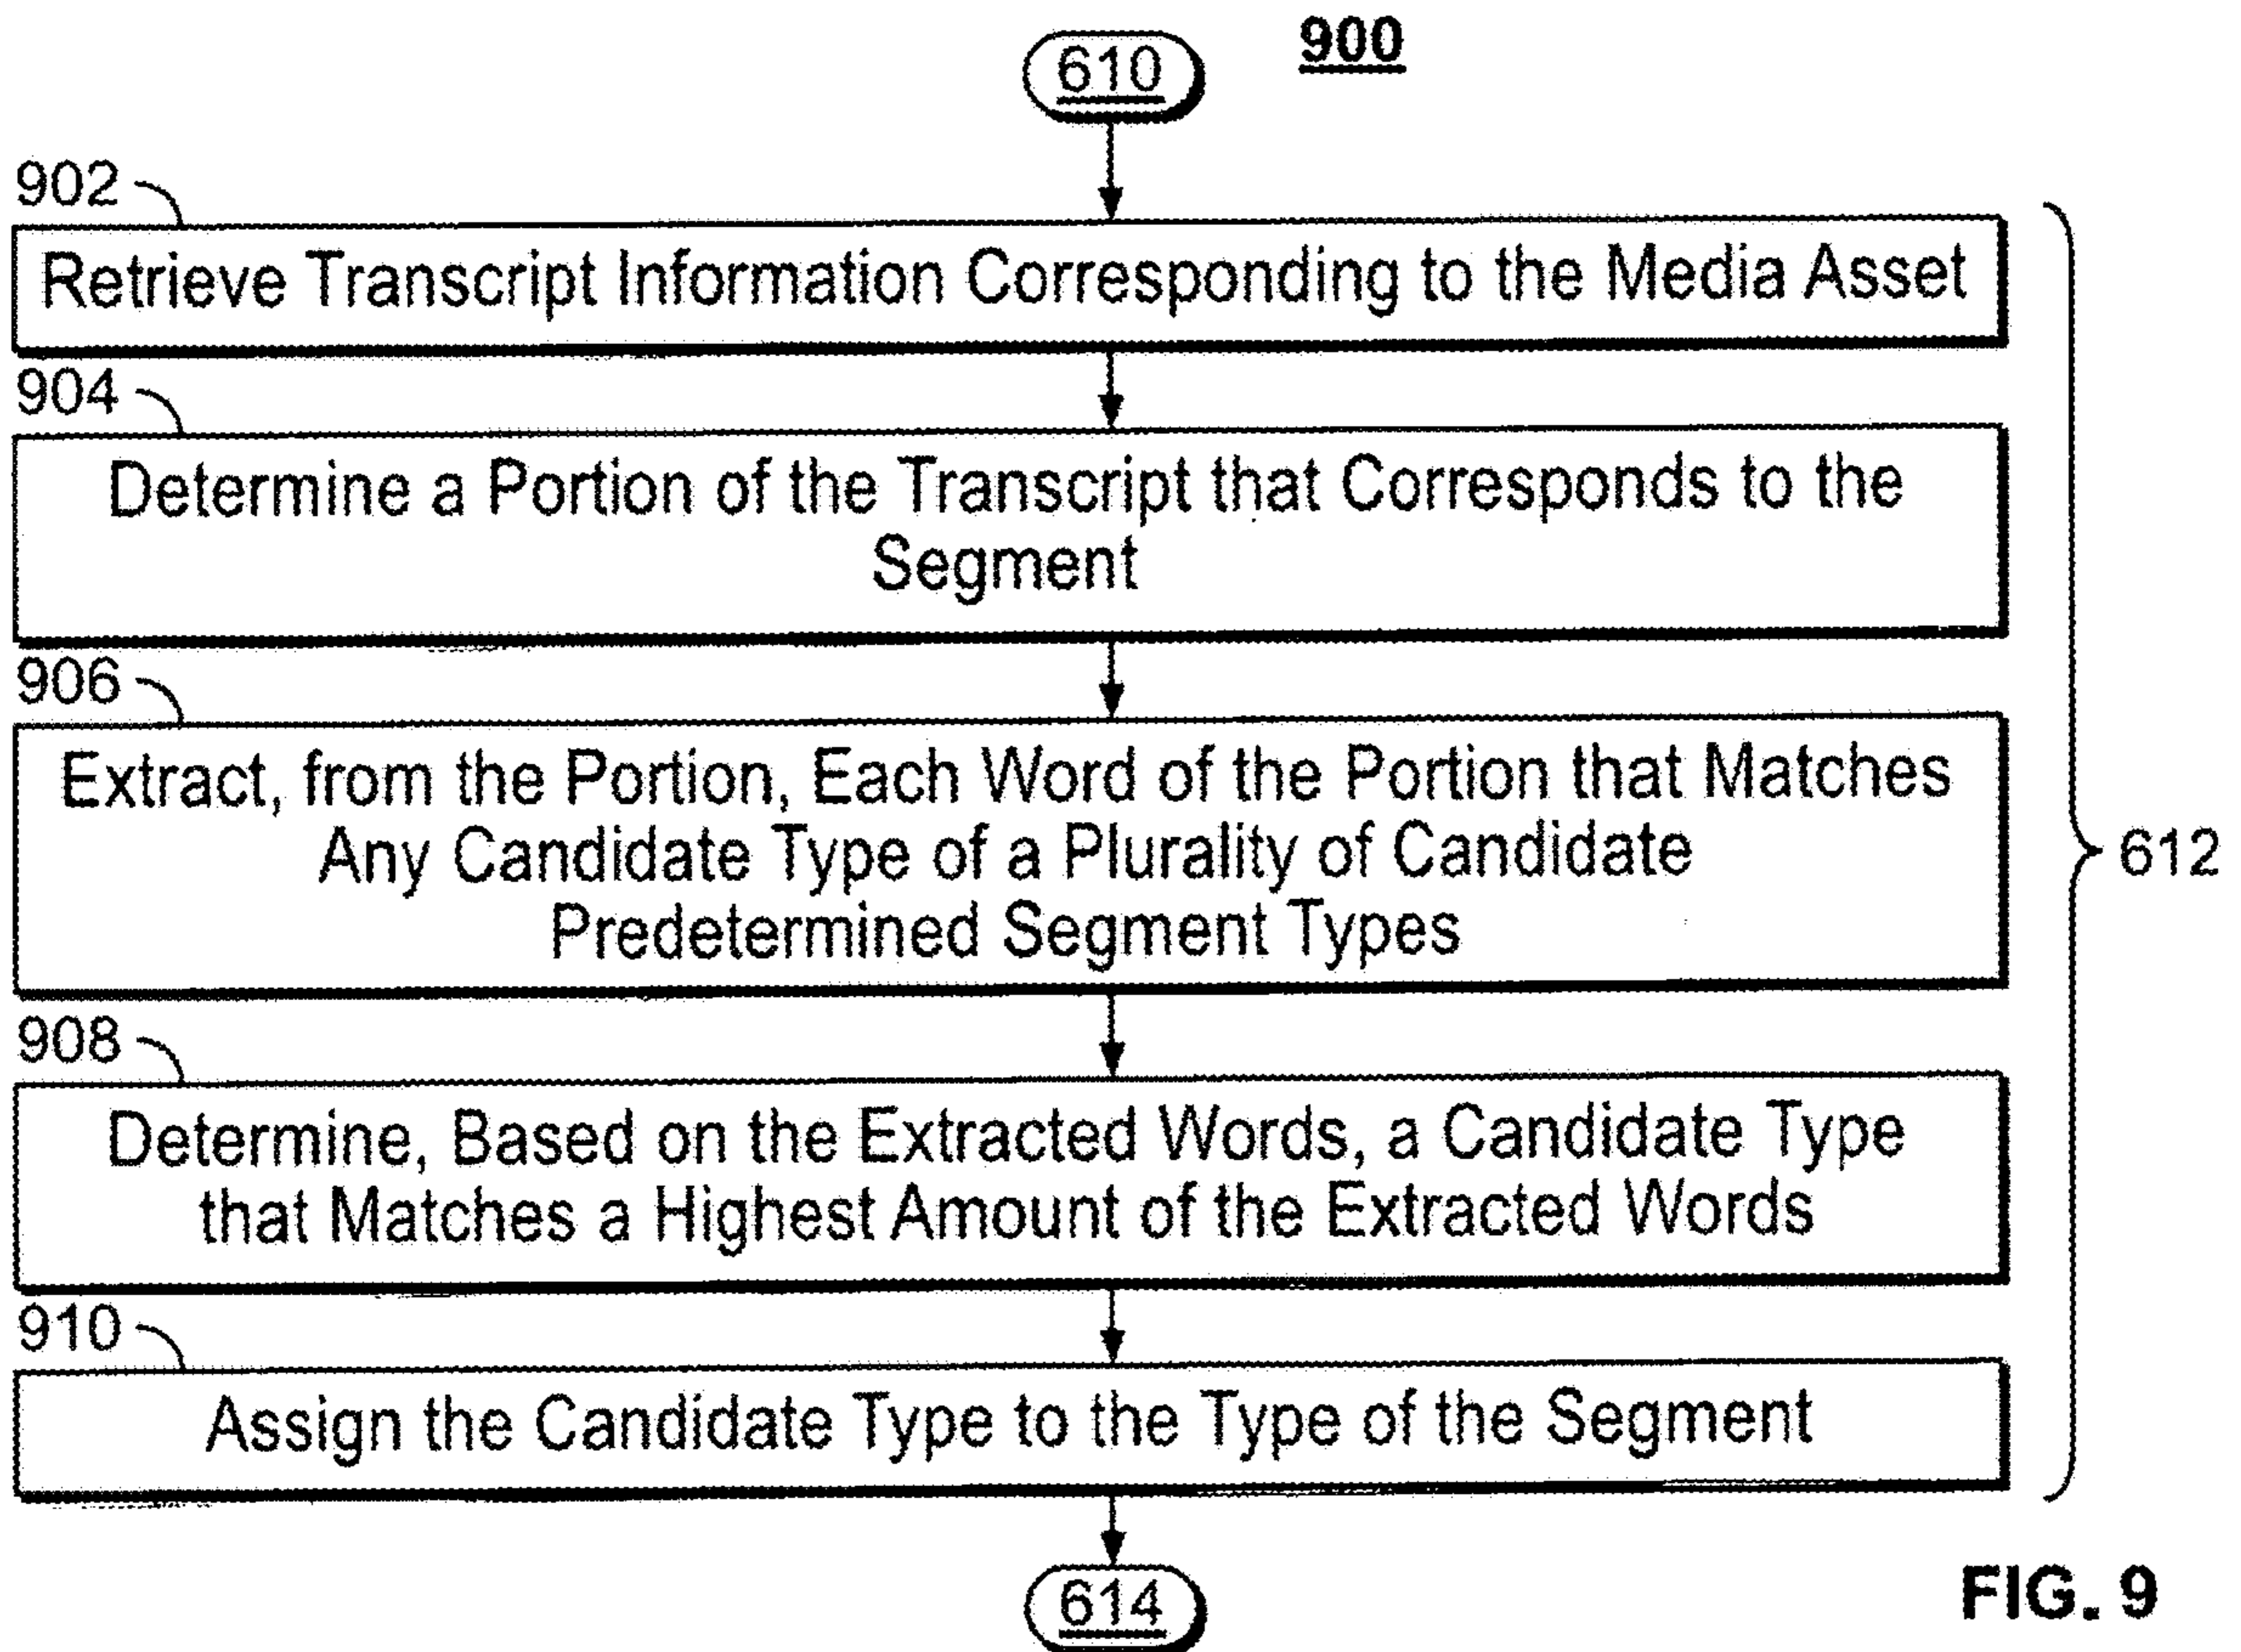 610
900
902
Retrieve Transcript Information Corresponding to the Media Asset
904
Determine a Portion of the Transcript that Corresponds to the
Segment
906
Extract, from the Portion, Each Word of the Portion that Matches
Any Candidate Type of a Plurality of Candidate
Predetermined Segment Types
612
908
Determine, Based on the Extracted Words, a Candidate Type
that Matches a Highest Amount of the Extracted Words
910
Assign the Candidate Type to the Type of the Segment
614
FIG. 9